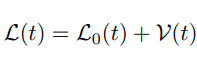 ℒ(t) = ℒ₀(t) + 𝒱(t)